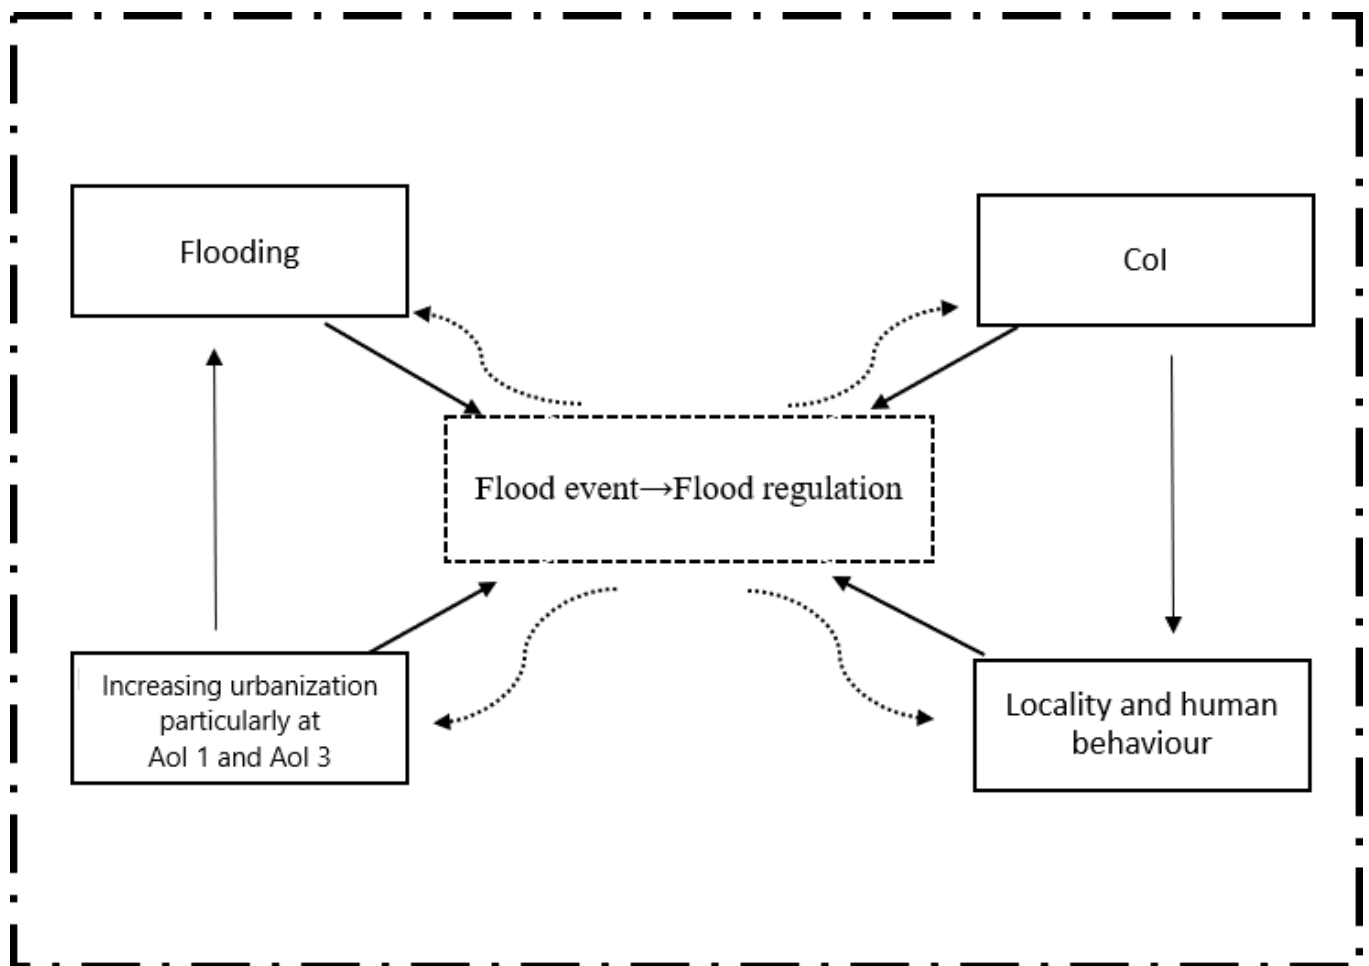 Flooding
CoI
Flood event→Flood regulation
Increasing urbanization
particularly at
AoI 1 and AoI 3
Locality and human
behaviour